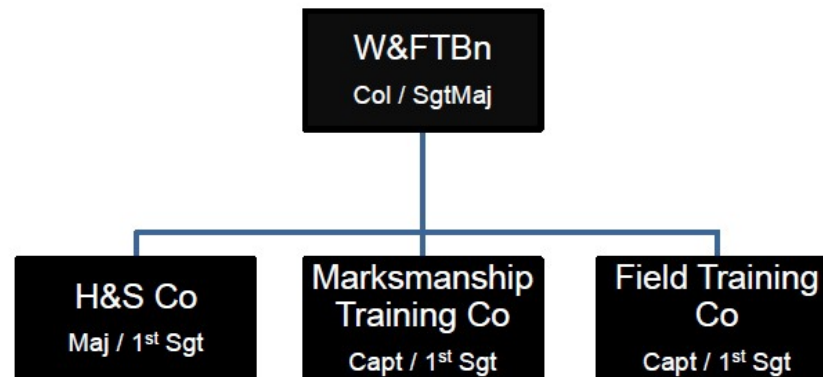 W&FTBn
Col / SgtMaj
H&S Co
Maj / 1st Sgt
Marksmanship
Training Co
Capt / 1st Sgt
Field Training
Co
Capt / 1st Sgt